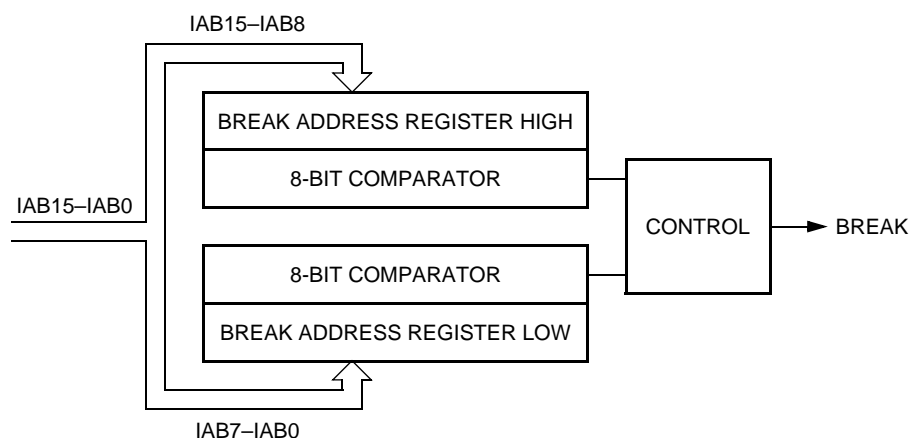 IAB15–IAB8
BREAK ADDRESS REGISTER HIGH
8-BIT COMPARATOR
IAB15–IAB0
CONTROL
BREAK
8-BIT COMPARATOR
BREAK ADDRESS REGISTER LOW
IAB7–IAB0